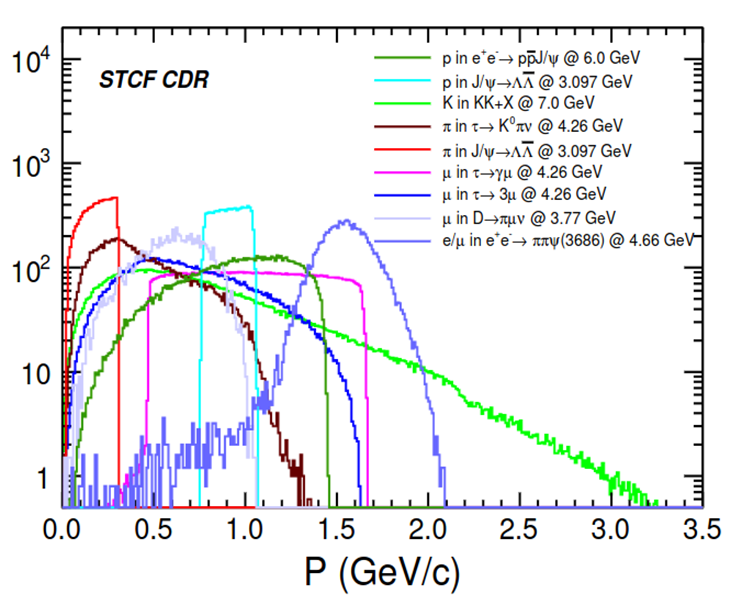 10⁴
10³
10²
10
1
STCF CDR
p in e⁺e⁻→ pp̅J/ψ @ 6.0 GeV
p in J/ψ→ΛΛ̅ @ 3.097 GeV
K in KK+X @ 7.0 GeV
π in τ→ K⁰πν @ 4.26 GeV
π in J/ψ→ΛΛ̅ @ 3.097 GeV
μ in τ→γμ @ 4.26 GeV
μ in τ→ 3μ @ 4.26 GeV
μ in D→πμν @ 3.77 GeV
e/μ in e⁺e⁻→ ππψ(3686) @ 4.66 GeV
0.0 0.5 1.0 1.5 2.0 2.5 3.0 3.5
P (GeV/c)